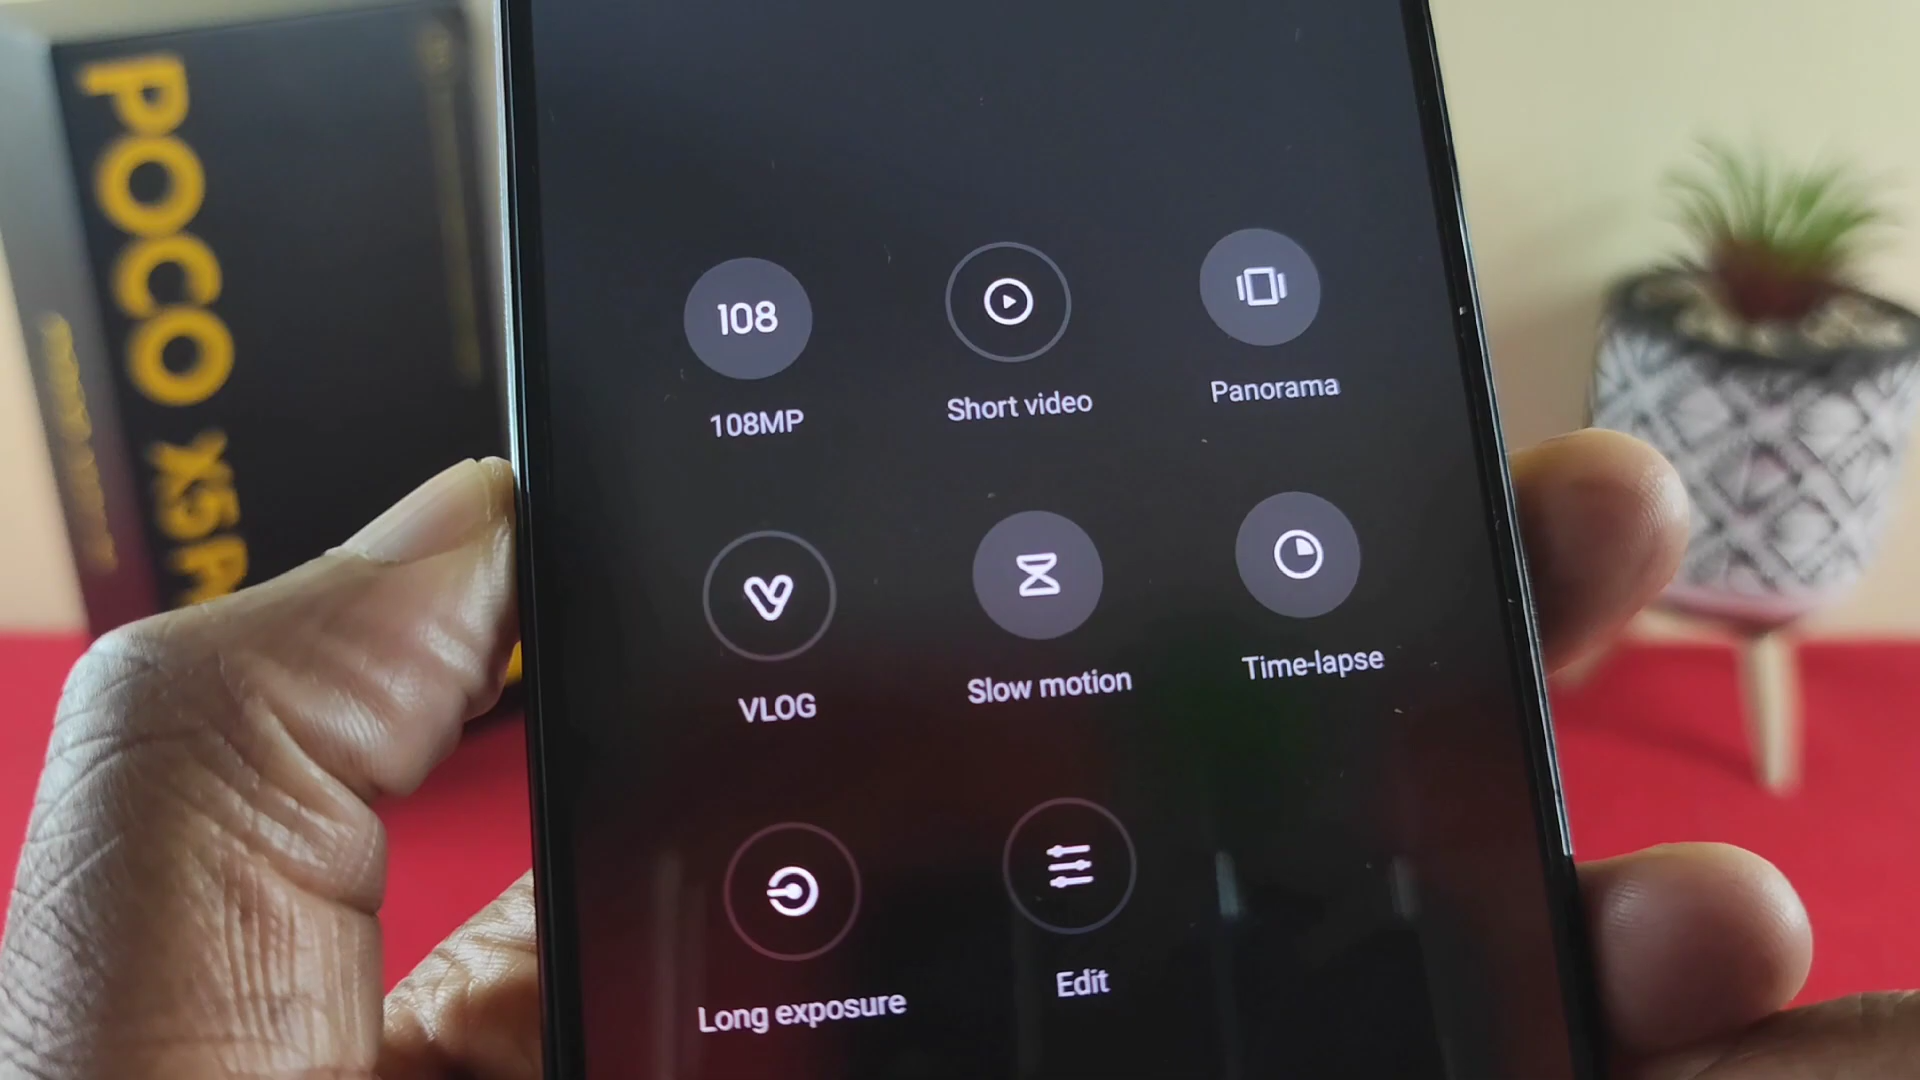 POCO X5
108
108MP
Short video
Panorama
VLOG
Slow motion
Time-lapse
Long exposure
Edit